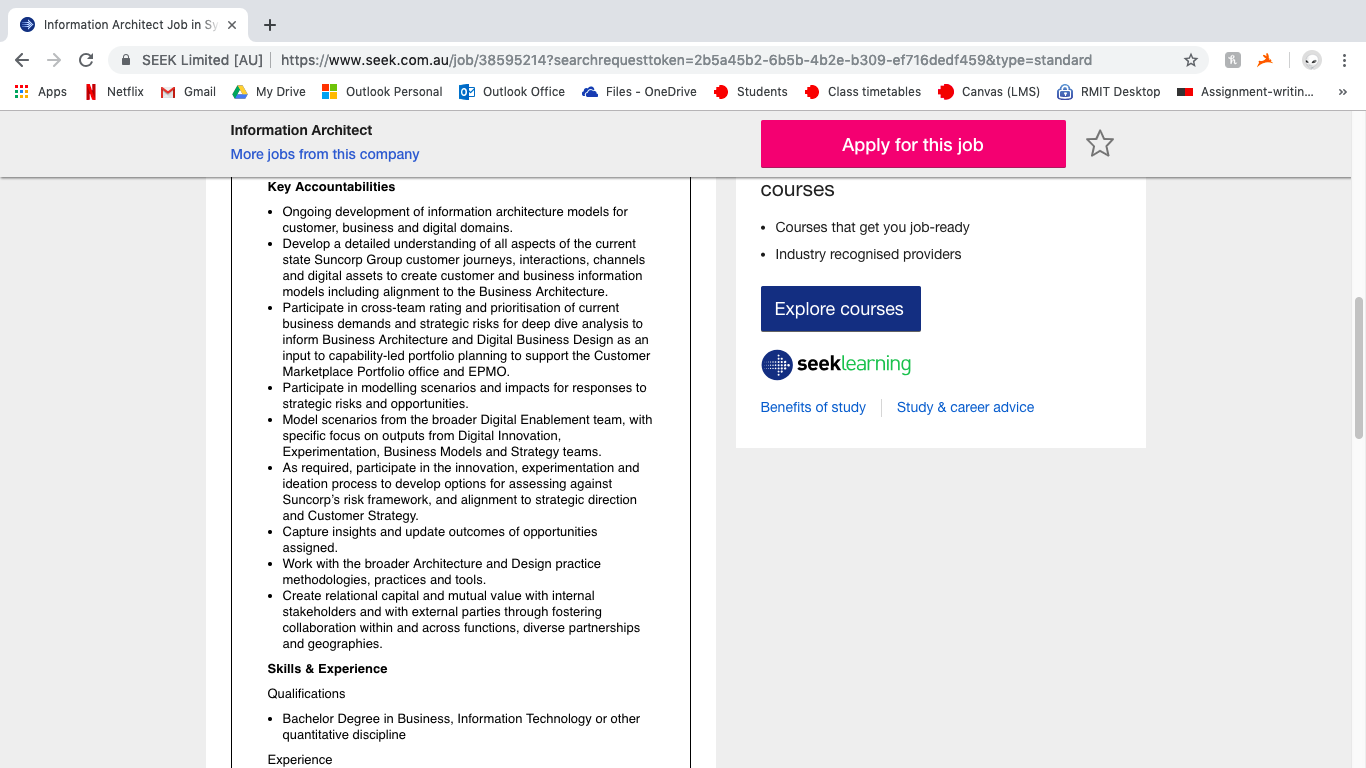 Information Architect Job in Sy
SEEK Limited [AU]
https://www.seek.com.au/job/38595214?searchrequesttoken=2b5a45b2-6b5b-4b2e-b309-ef716dedf459&type=standard
Apps
Netflix
Gmail
My Drive
Outlook Personal
Outlook Office
Files - OneDrive
Students
Class timetables
Canvas (LMS)
RMIT Desktop
Assignment-writin...
»
Information Architect
More jobs from this company
Apply for this job
Key Accountabilities
• Ongoing development of information architecture models for
customer, business and digital domains.
• Develop a detailed understanding of all aspects of the current
state Suncorp Group customer journeys, interactions, channels
and digital assets to create customer and business information
models including alignment to the Business Architecture.
• Participate in cross-team rating and prioritisation of current
business demands and strategic risks for deep dive analysis to
inform Business Architecture and Digital Business Design as an
input to capability-led portfolio planning to support the Customer
Marketplace Portfolio office and EPMO.
• Participate in modelling scenarios and impacts for responses to
strategic risks and opportunities.
• Model scenarios from the broader Digital Enablement team, with
specific focus on outputs from Digital Innovation,
Experimentation, Business Models and Strategy teams.
• As required, participate in the innovation, experimentation and
ideation process to develop options for assessing against
Suncorp's risk framework, and alignment to strategic direction
and Customer Strategy.
• Capture insights and update outcomes of opportunities
assigned.
• Work with the broader Architecture and Design practice
methodologies, practices and tools.
• Create relational capital and mutual value with internal
stakeholders and with external parties through fostering
collaboration within and across functions, diverse partnerships
and geographies.
Skills & Experience
Qualifications
• Bachelor Degree in Business, Information Technology or other
quantitative discipline
Experience
courses
• Courses that get you job-ready
• Industry recognised providers
Explore courses
seeklearning
Benefits of study
Study & career advice